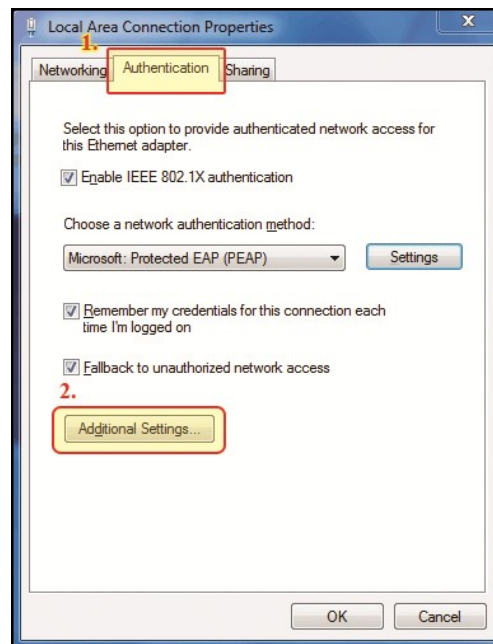 Local Area Connection Properties
X
1.
Networking Authentication Sharing
Select this option to provide authenticated network access for
this Ethernet adapter.
Enable IEEE 802.1X authentication
Choose a network authentication method:
Microsoft: Protected EAP (PEAP) Settings
Remember my credentials for this connection each
time I'm logged on
Fallback to unauthorized network access
2.
Additional Settings...
OK Cancel